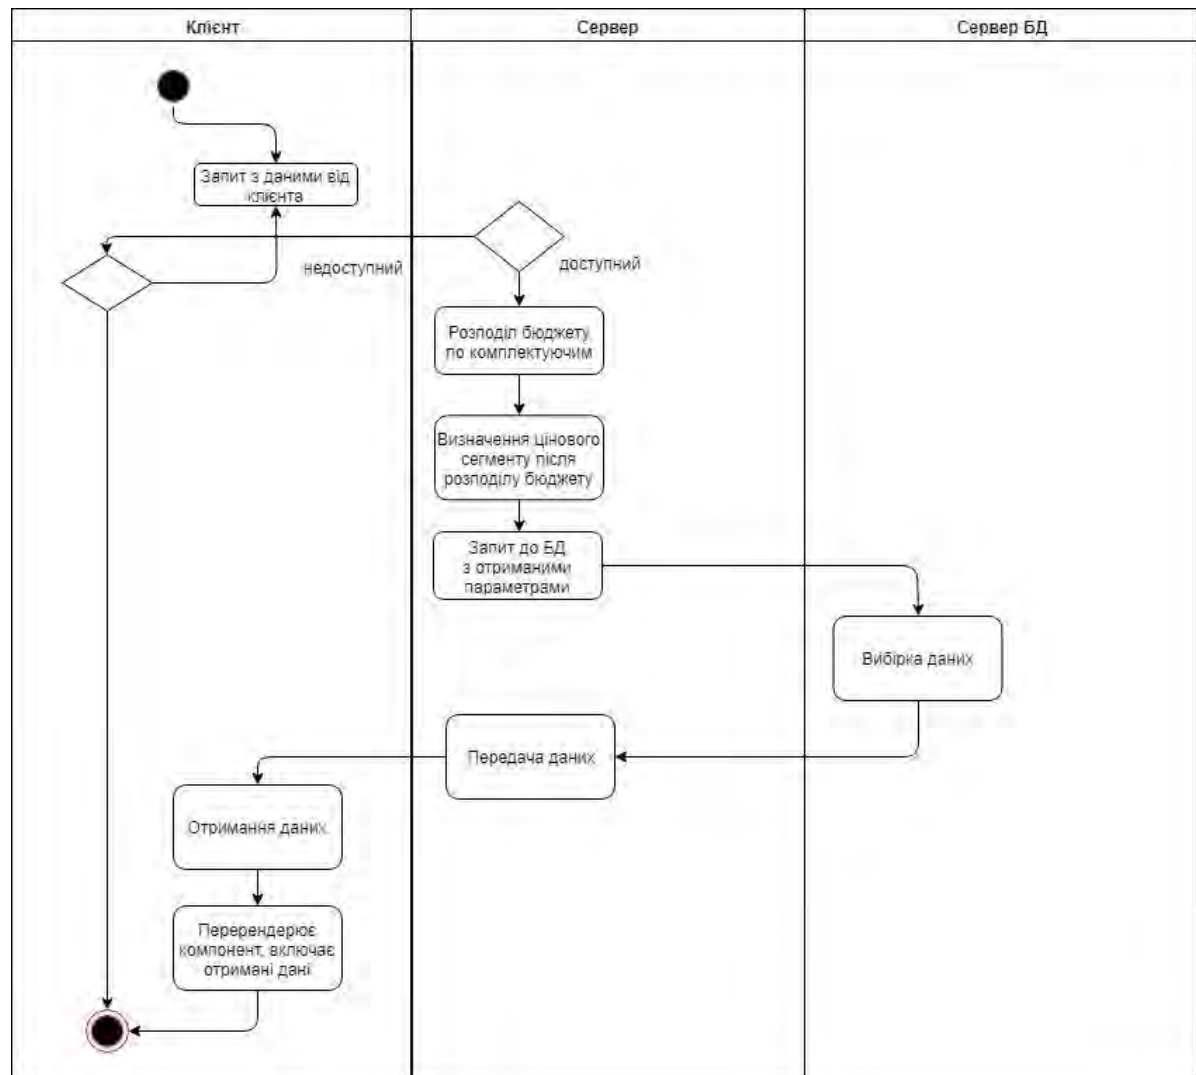 Клієнт
Сервер
Сервер БД
Запит з даними від
клієнта
недоступний
доступний
Розподіл бюджету
по комплектуючим
Визначення цінового
сегменту після
розподілу бюджету
Запит до БД
з отриманими
параметрами
Вибірка даних
Передача даних
Отримання даних
Перерендерює
компонент, включає
отримані дані